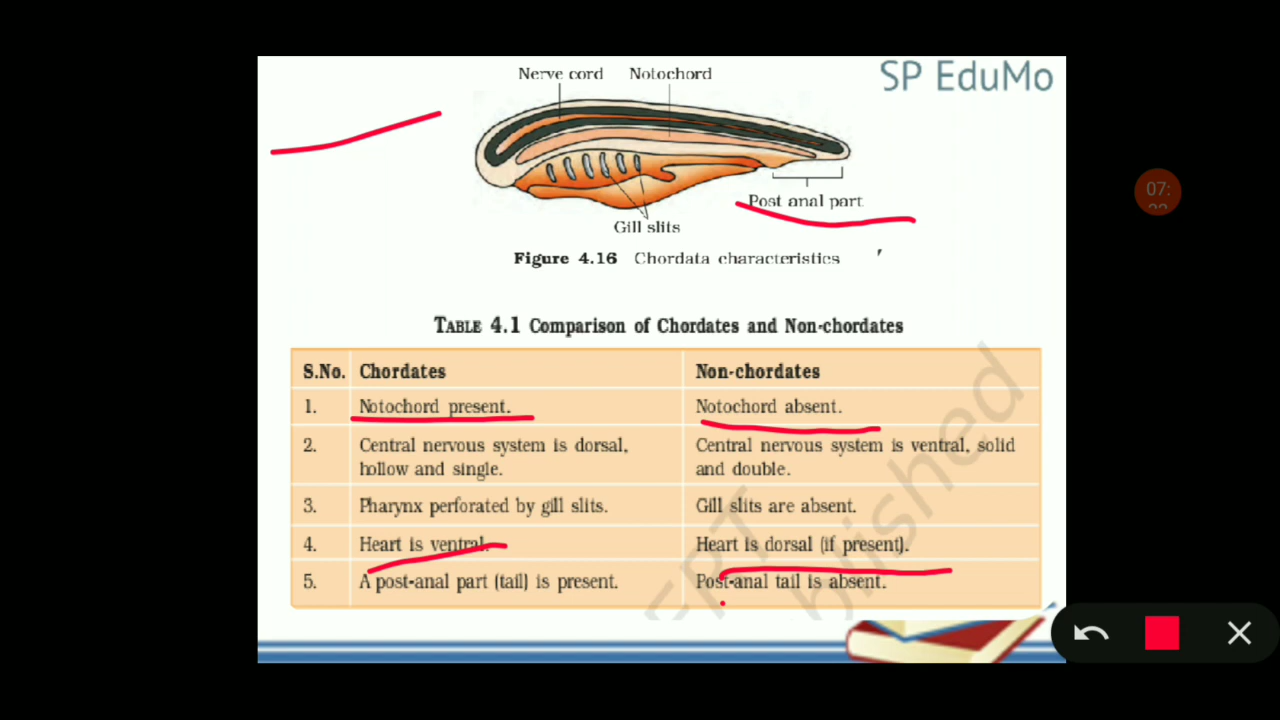 Nerve cord Notochord
SP EduMo
Post anal part
Gill slits
Figure 4.16 Chordata characteristics
TABLE 4.1 Comparison of Chordates and Non-chordates
S.No. Chordates Non-chordates
1. Notochord present. Notochord absent.
2. Central nervous system is dorsal, Central nervous system is ventral, solid
hollow and single. and double.
3. Pharynx perforated by gill slits. Gill slits are absent.
4. Heart is ventral. Heart is dorsal (if present).
5. A post-anal part (tail) is present. Post-anal tail is absent.
07: